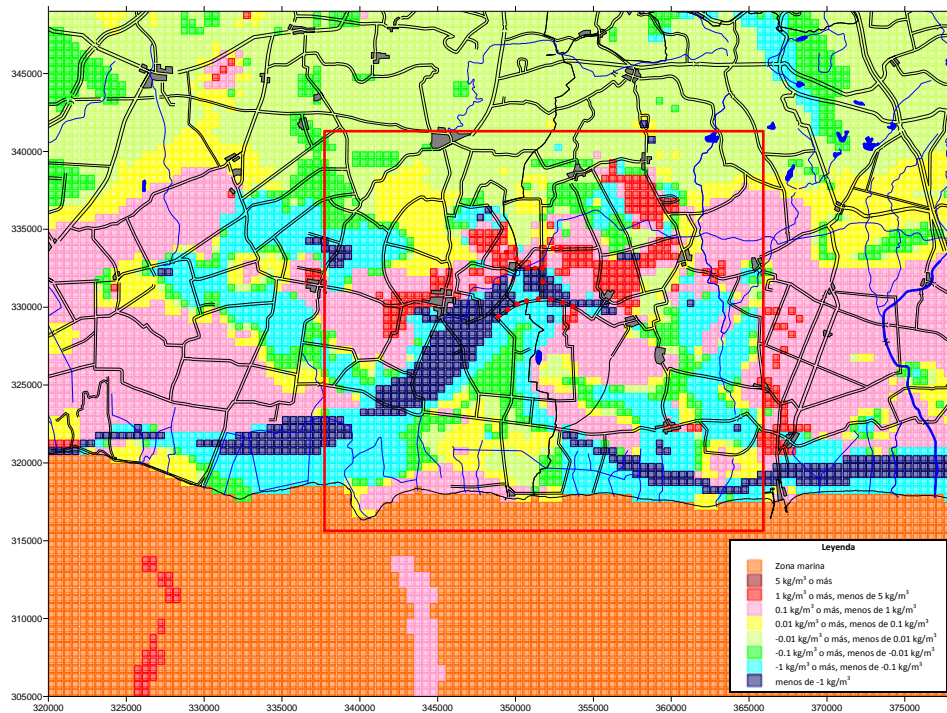 345000
340000
335000
330000
325000
320000
315000
310000
305000
320000 325000 330000 335000 340000 345000 350000 355000 360000 365000 370000 375000
Leyenda
Zona marina
5 kg/m³ o más
1 kg/m³ o más, menos de 5 kg/m³
0.1 kg/m³ o más, menos de 1 kg/m³
0.01 kg/m³ o más, menos de 0.1 kg/m³
-0.01 kg/m³ o más, menos de 0.01 kg/m³
-0.1 kg/m³ o más, menos de -0.01 kg/m³
-1 kg/m³ o más, menos de -0.1 kg/m³
menos de -1 kg/m³